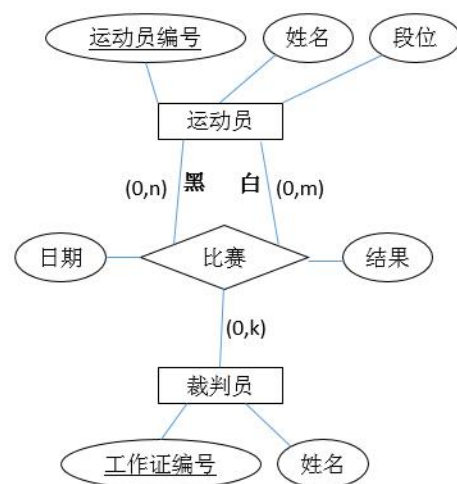 运动员编号
姓名
段位
运动员
(0,n)
黑
白
(0,m)
日期
比赛
结果
(0,k)
裁判员
工作证编号
姓名